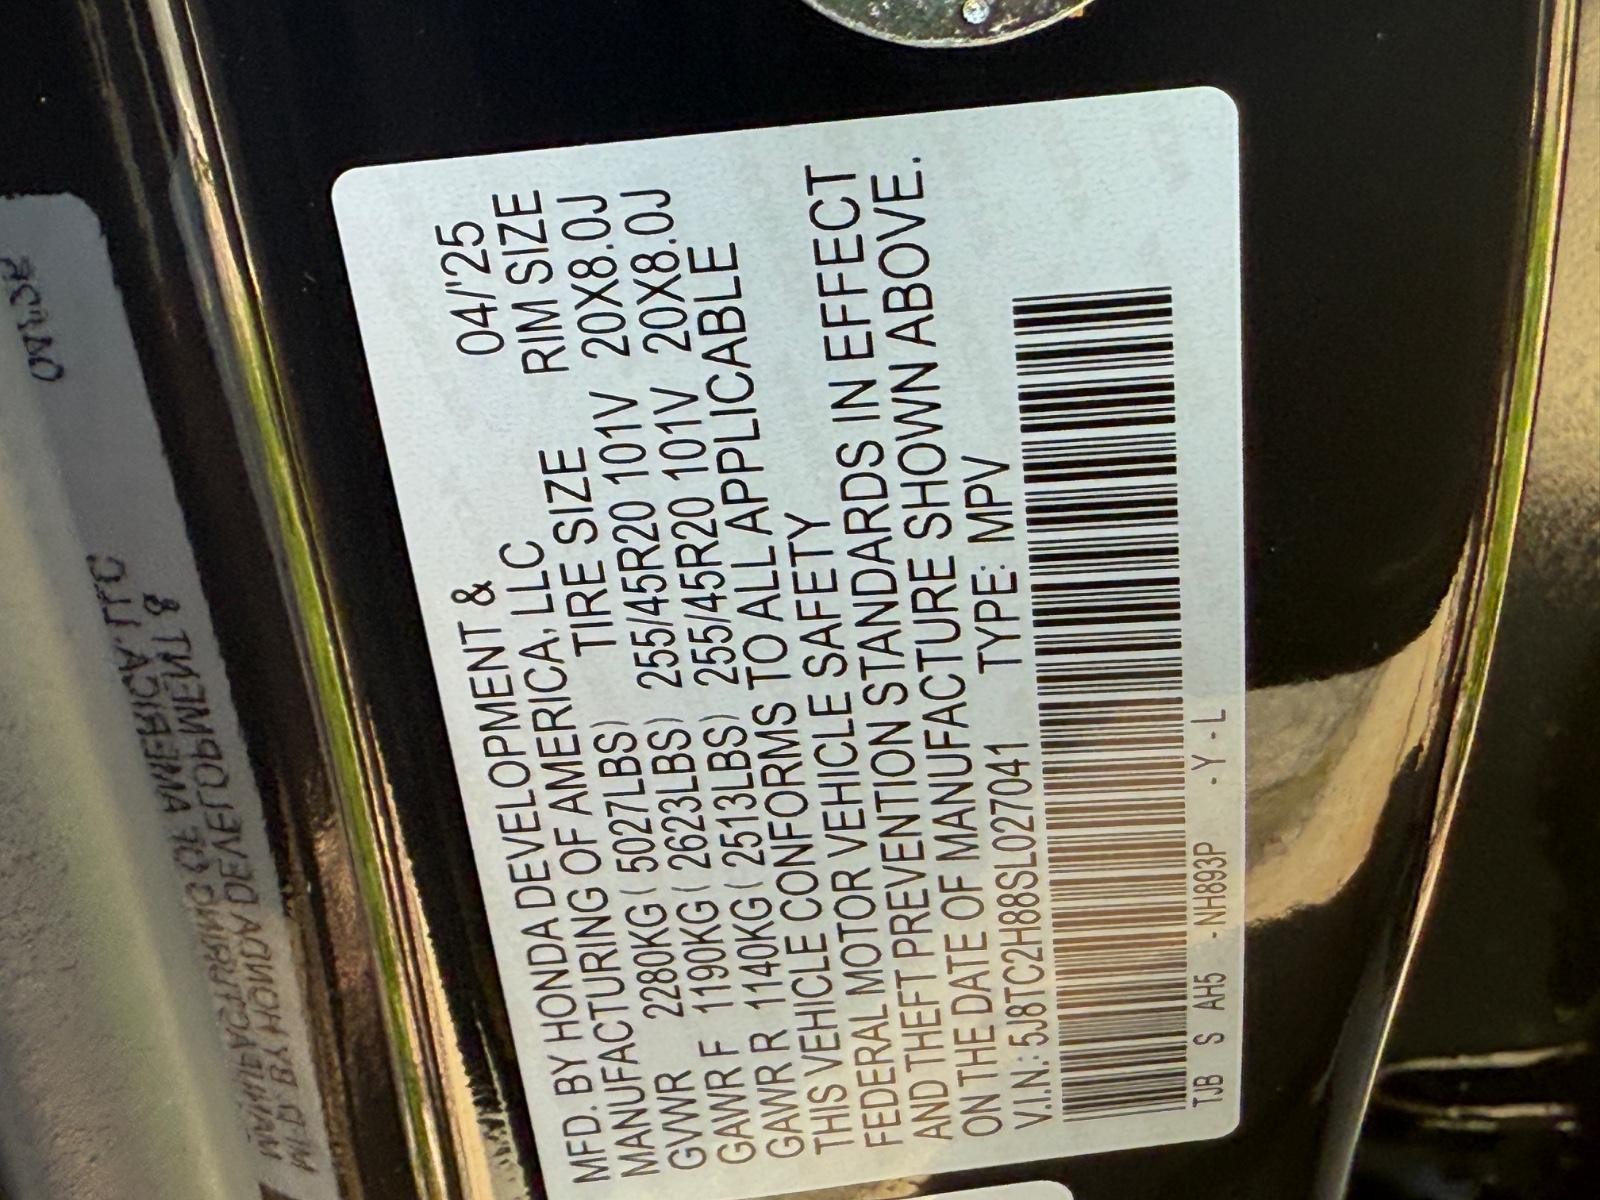 MFD. BY HONDA DEVELOPMENT & 04/'25
MANUFACTURING OF AMERICA, LLC RIM SIZE
TIRE SIZE
GVWR 2280KG ( 5027LBS) 255/45R20 101V 20X8.0J
GAWR F 1190KG ( 2623LBS) 255/45R20 101V 20X8.0J
GAWR R 1140KG ( 2513LBS)
THIS VEHICLE CONFORMS TO ALL APPLICABLE
FEDERAL MOTOR VEHICLE SAFETY
AND THEFT PREVENTION STANDARDS IN EFFECT
ON THE DATE OF MANUFACTURE SHOWN ABOVE.
V.I.N.: 5J8TC2H88SL027041 TYPE: MPV
TJB S AH5 - NH893P - Y - L